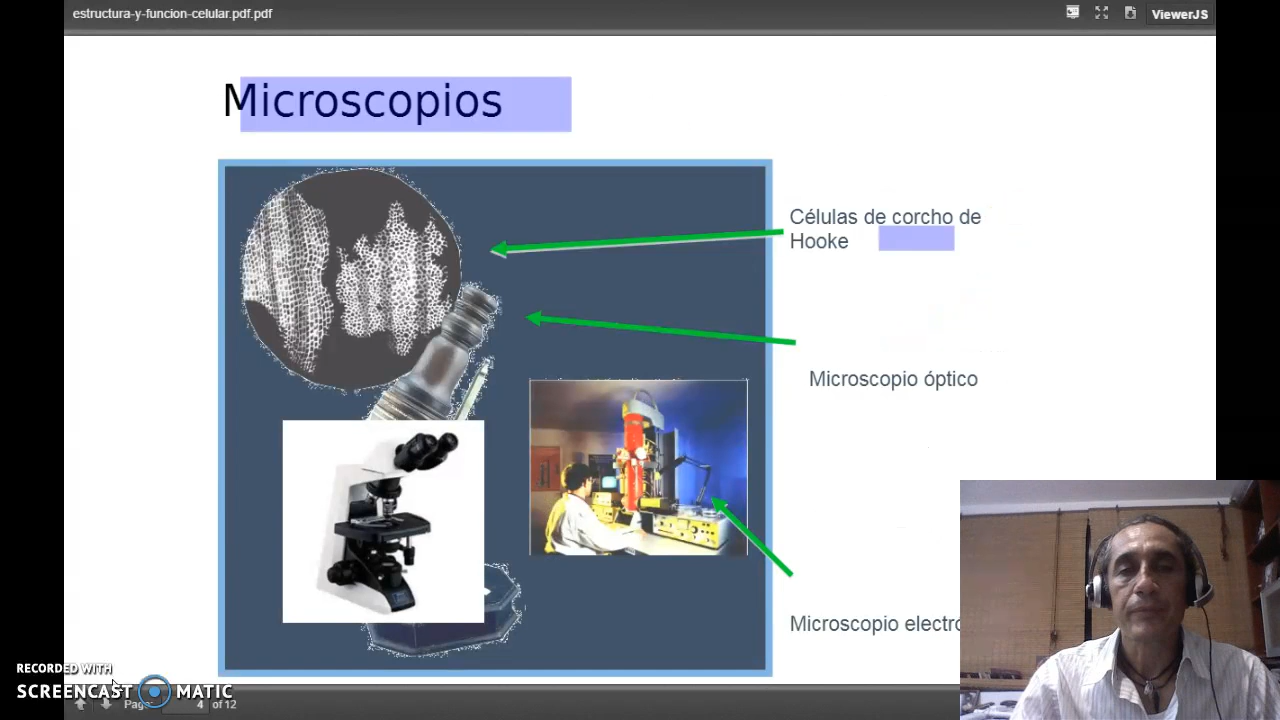 estructura-y-funcion-celular.pdf.pdf
ViewerJS
Microscopios
Células de corcho de
Hooke
Microscopio óptico
Microscopio electro
RECORDED WITH
SCREENCAST MATIC
Page: 4 of 12